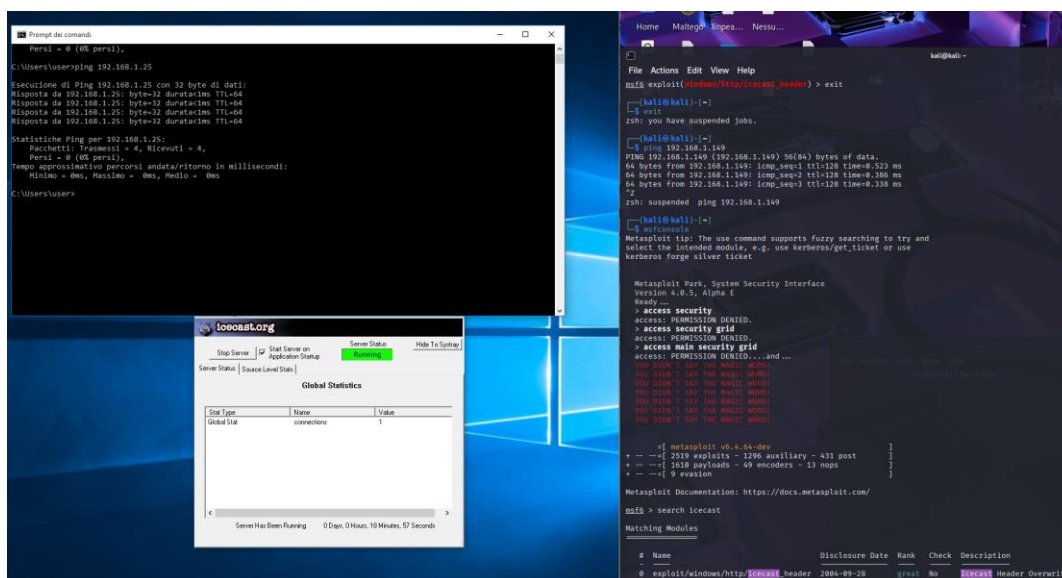 Prompt dei comandi
Persi = 0 (0% persi),
C:\Users\user>ping 192.168.1.25
Esecuzione di Ping 192.168.1.25 con 32 byte di dati:
Risposta da 192.168.1.25: byte=32 durata<1ms TTL=64
Risposta da 192.168.1.25: byte=32 durata<1ms TTL=64
Risposta da 192.168.1.25: byte=32 durata<1ms TTL=64
Risposta da 192.168.1.25: byte=32 durata<1ms TTL=64
Statistiche Ping per 192.168.1.25:
Pacchetti: Trasmessi = 4, Ricevuti = 4,
Persi = 0 (0% persi),
Tempo approssimativo percorsi andata/ritorno in millisecondi:
Minimo = 0ms, Massimo = 0ms, Medio = 0ms
C:\Users\user>
icecast.org
Stop Server
Start Server on Application Startup
Server Status
Running
Hide To Systray
Server Status Source Level Stats
Global Statistics
Stat Type Name Value
Global Stat connections 1
Server Has Been Running 0 Days, 0 Hours, 18 Minutes, 57 Seconds
Home Maltego linpea... Nessu...
kali@kali: ~
File Actions Edit View Help
msf6 exploit(windows/http/icecast_header) > exit
(kali㉿kali)-[~]
$ exit
zsh: you have suspended jobs.
(kali㉿kali)-[~]
$ ping 192.168.1.149
PING 192.168.1.149 (192.168.1.149) 56(84) bytes of data.
64 bytes from 192.168.1.149: icmp_seq=1 ttl=128 time=0.523 ms
64 bytes from 192.168.1.149: icmp_seq=2 ttl=128 time=0.386 ms
64 bytes from 192.168.1.149: icmp_seq=3 ttl=128 time=0.338 ms
^Z
zsh: suspended ping 192.168.1.149
(kali㉿kali)-[~]
$ msfconsole
Metasploit tip: The use command supports fuzzy searching to try and
select the intended module, e.g. use kerberos/get_ticket or use
kerberos forge silver ticket
Metasploit Park, System Security Interface
Version 4.0.5, Alpha E
Ready...
> access security
access: PERMISSION DENIED.
> access security grid
access: PERMISSION DENIED.
> access main security grid
access: PERMISSION DENIED....and...
YOU DIDN'T SAY THE MAGIC WORD!
YOU DIDN'T SAY THE MAGIC WORD!
YOU DIDN'T SAY THE MAGIC WORD!
YOU DIDN'T SAY THE MAGIC WORD!
YOU DIDN'T SAY THE MAGIC WORD!
YOU DIDN'T SAY THE MAGIC WORD!
YOU DIDN'T SAY THE MAGIC WORD!
=[ metasploit v6.4.64-dev ]
+ -- --=[ 2519 exploits - 1296 auxiliary - 431 post ]
+ -- --=[ 1610 payloads - 49 encoders - 13 nops ]
+ -- --=[ 9 evasion ]
Metasploit Documentation: https://docs.metasploit.com/
msf6 > search icecast
Matching Modules
# Name Disclosure Date Rank Check Description
0 exploit/windows/http/icecast_header 2004-09-28 great No Icecast Header Overwri